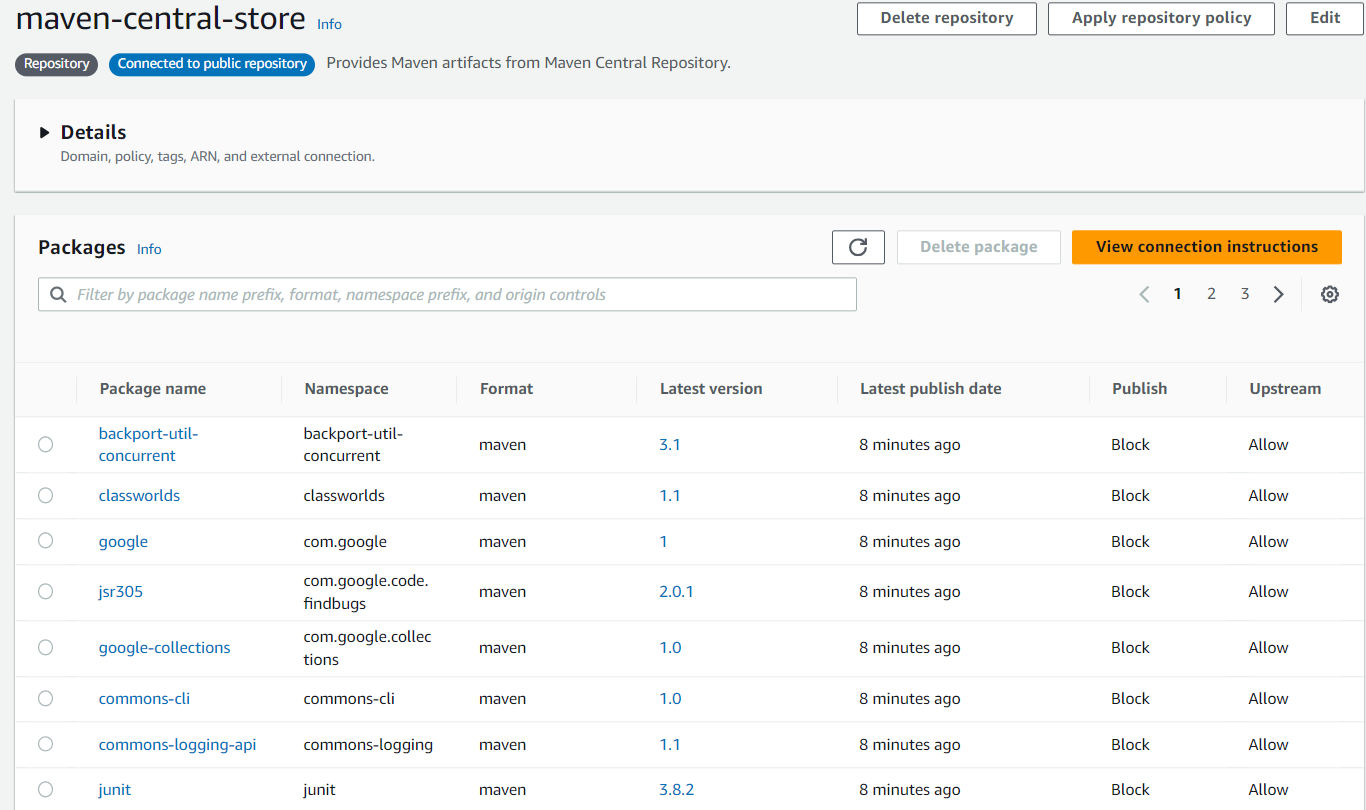 maven-central-store Info Delete repository Apply repository policy Edit
Repository Connected to public repository Provides Maven artifacts from Maven Central Repository.
Details
Domain, policy, tags, ARN, and external connection.
Packages Info Delete package View connection instructions
Filter by package name prefix, format, namespace prefix, and origin controls 1 2 3
Package name Namespace Format Latest version Latest publish date Publish Upstream
backport-util-concurrent backport-util-concurrent maven 3.1 8 minutes ago Block Allow
classworlds classworlds maven 1.1 8 minutes ago Block Allow
google com.google maven 1 8 minutes ago Block Allow
jsr305 com.google.code.findbugs maven 2.0.1 8 minutes ago Block Allow
google-collections com.google.collections maven 1.0 8 minutes ago Block Allow
commons-cli commons-cli maven 1.0 8 minutes ago Block Allow
commons-logging-api commons-logging maven 1.1 8 minutes ago Block Allow
junit junit maven 3.8.2 8 minutes ago Block Allow